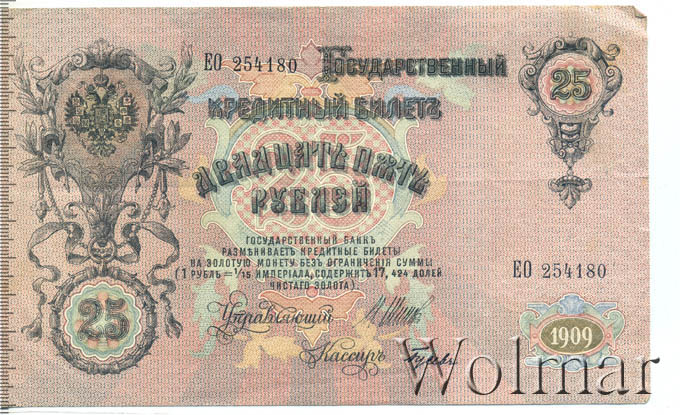 ЕО 254180 Государственный
25
Кредитный Билетъ
Двадцать пять
рублей
Государственный Банкъ
размѣниваетъ кредитные билеты
на золотую монету безъ ограниченія суммы
(1 рубль = 1/15 имперіала, содержитъ 17,424 долей
чистаго золота).
ЕО 254180
25
Управляющій
Кассиръ
1909
Wolmar